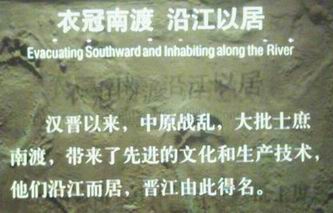 衣冠南渡 沿江以居
Evacuating Southward and Inhabiting along the River
汉晋以来，中原战乱，大批士庶
南渡，带来了先进的文化和生产技术，
他们沿江而居，晋江由此得名。